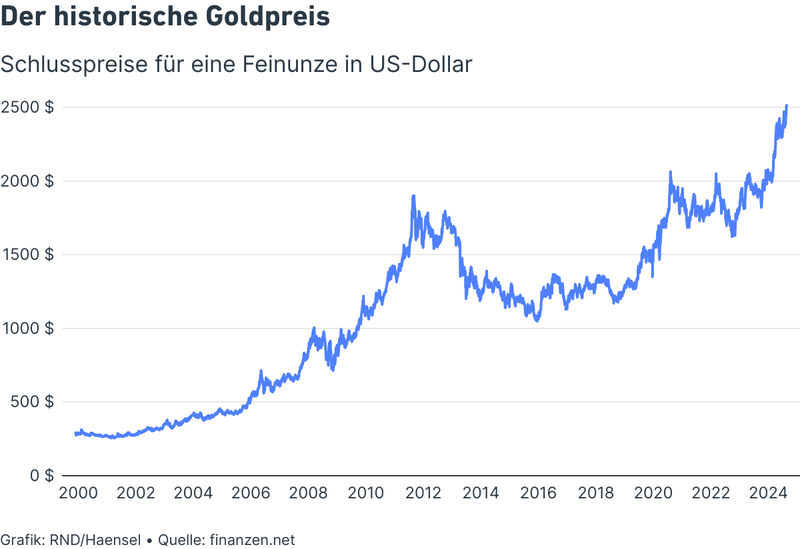 Der historische Goldpreis
Schlusspreise für eine Feinunze in US-Dollar
2500 $
2000 $
1500 $
1000 $
500 $
0 $
2000 2002 2004 2006 2008 2010 2012 2014 2016 2018 2020 2022 2024
Grafik: RND/Haensel • Quelle: finanzen.net